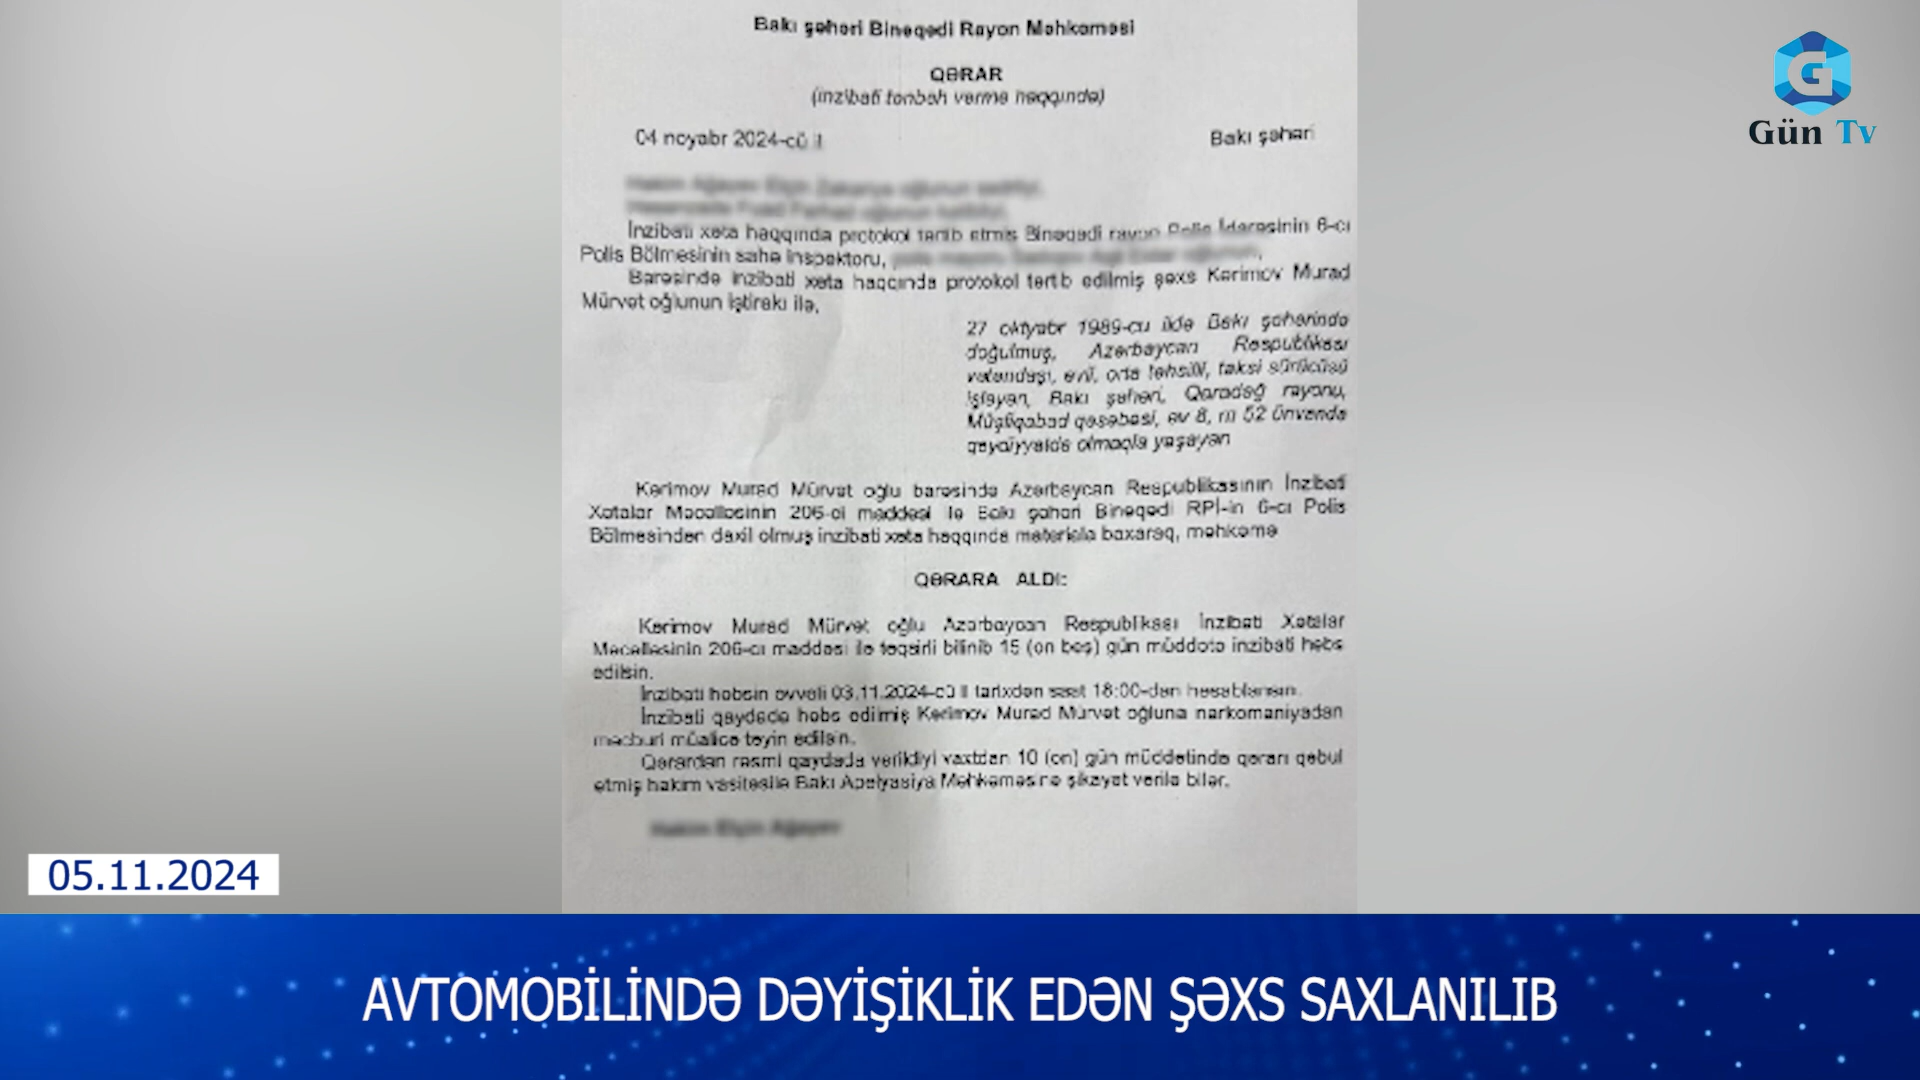 Bakı şəhəri Binəqədi Rayon Məhkəməsi
QƏRAR
(inzibati tənbeh vermə haqqında)
04 noyabr 2024-cü il
Bakı şəhəri
İnzibati xəta haqqında protokol tərtib etmiş Binəqədi rayon Polis İdarəsinin 6-cı
Polis Bölməsinin sahə inspektoru,
Barəsində inzibati xəta haqqında protokol tərtib edilmiş şəxs Kərimov Murad
Mürvət oğlunun iştirakı ilə,
27 oktyabr 1989-cu ildə Bakı şəhərində
doğulmuş, Azərbaycan Respublikası
vətəndaşı, evli, orta təhsilli, taksi sürücüsü
işləyən, Bakı şəhəri, Qaradağ rayonu,
Müşfiqabad qəsəbəsi, ev 8, m 52 ünvanda
qeydiyyatda olmaqla yaşayan
Kərimov Murad Mürvət oğlu barəsində Azərbaycan Respublikasının İnzibati
Xətalar Məcəlləsinin 206-cı maddəsi ilə Bakı şəhəri Binəqədi RPİ-in 6-cı Polis
Bölməsindən daxil olmuş inzibati xəta haqqında materiala baxaraq, məhkəmə
QƏRARA ALDI:
Kərimov Murad Mürvət oğlu Azərbaycan Respublikası İnzibati Xətalar
Məcəlləsinin 206-cı maddəsi ilə təqsirli bilinib 15 (on beş) gün müddətə inzibati həbs
edilsin.
İnzibati həbsin əvvəli 03.11.2024-cü il tarixdən saat 18:00-dan hesablansın.
İnzibati qaydada həbs edilmiş Kərimov Murad Mürvət oğluna narkomaniyadan
məcburi müalicə təyin edilsin.
Qərardan rəsmi qaydada verildiyi vaxtdan 10 (on) gün müddətində qərarı qəbul
etmiş hakim vasitəsilə Bakı Apelyasiya Məhkəməsinə şikayət verilə bilər.
G
Gün Tv
05.11.2024
AVTOMOBİLİNDƏ DƏYİŞİKLİK EDƏN ŞƏXS SAXLANILIB